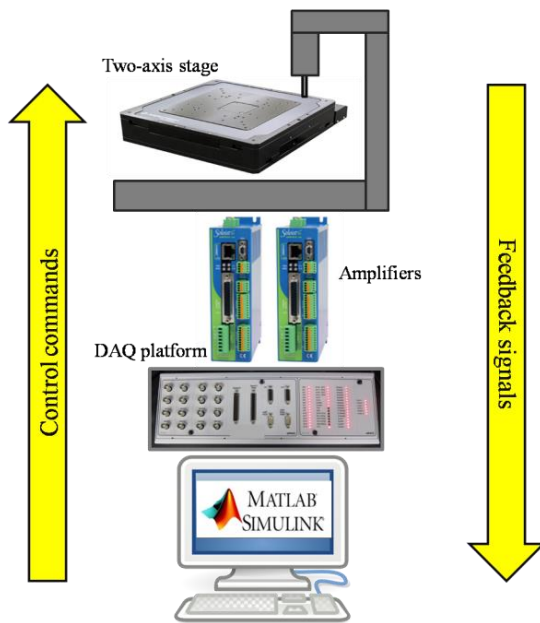 Two-axis stage
Control commands
Feedback signals
Amplifiers
DAQ platform
MATLAB
SIMULINK